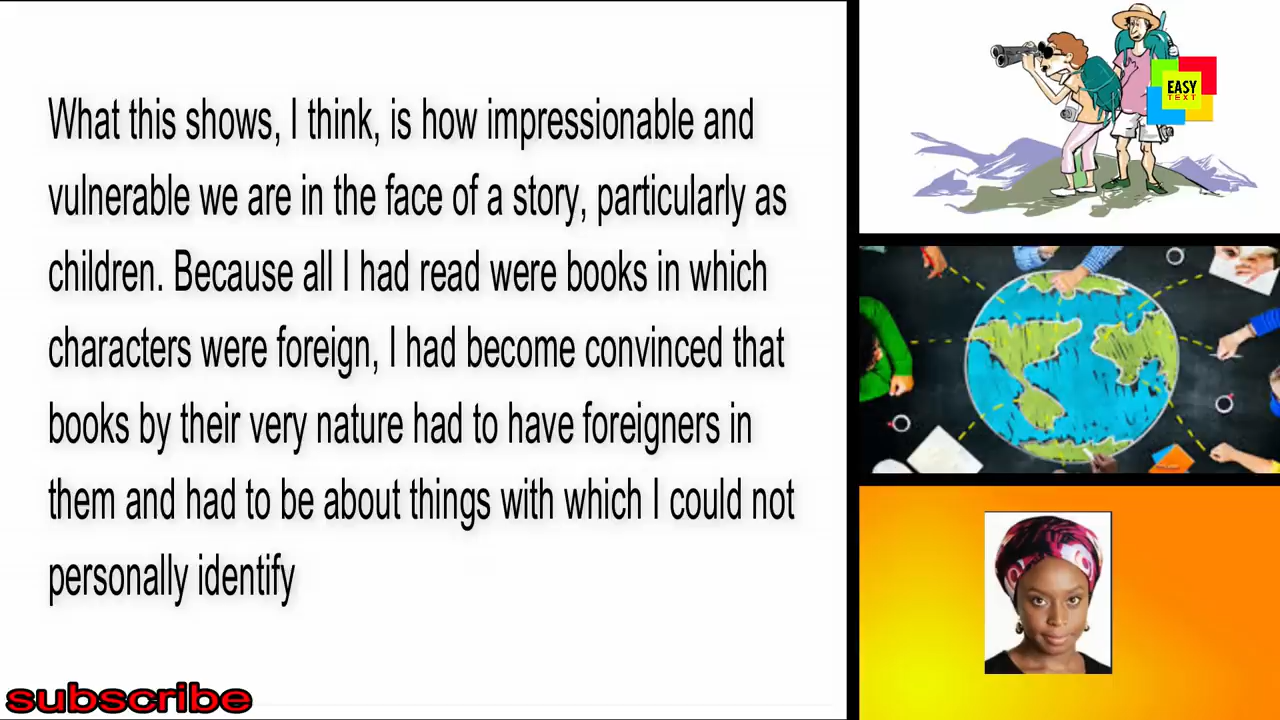 What this shows, I think, is how impressionable and
vulnerable we are in the face of a story, particularly as
children. Because all I had read were books in which
characters were foreign, I had become convinced that
books by their very nature had to have foreigners in
them and had to be about things with which I could not
personally identify
subscribe
EASY
TEXT